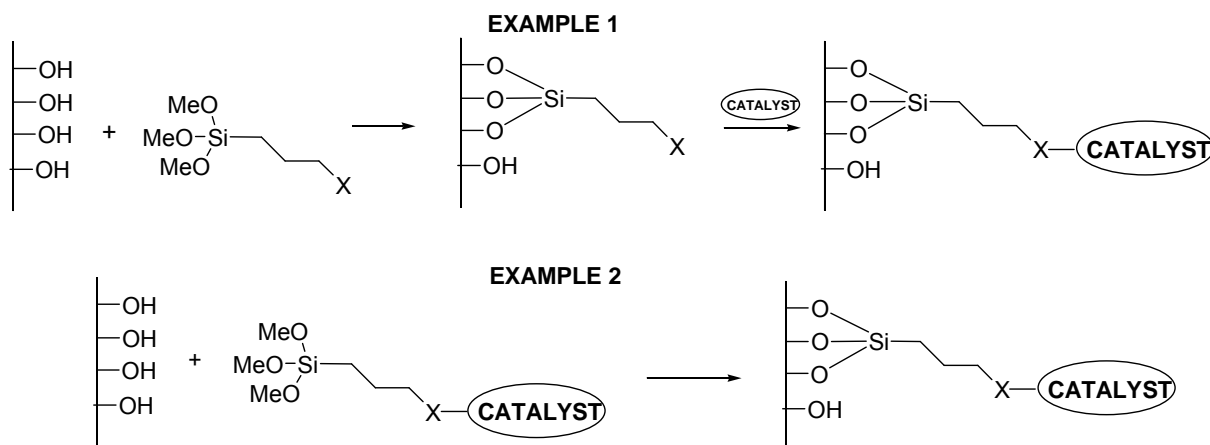 EXAMPLE 1
OH
OH
OH
OH
+
MeO
MeO
MeO
Si
X
O
O
O
Si
OH
X
CATALYST
O
O
O
Si
OH
X
CATALYST
EXAMPLE 2
OH
OH
OH
OH
+
MeO
MeO
MeO
Si
X
CATALYST
O
O
O
Si
OH
X
CATALYST